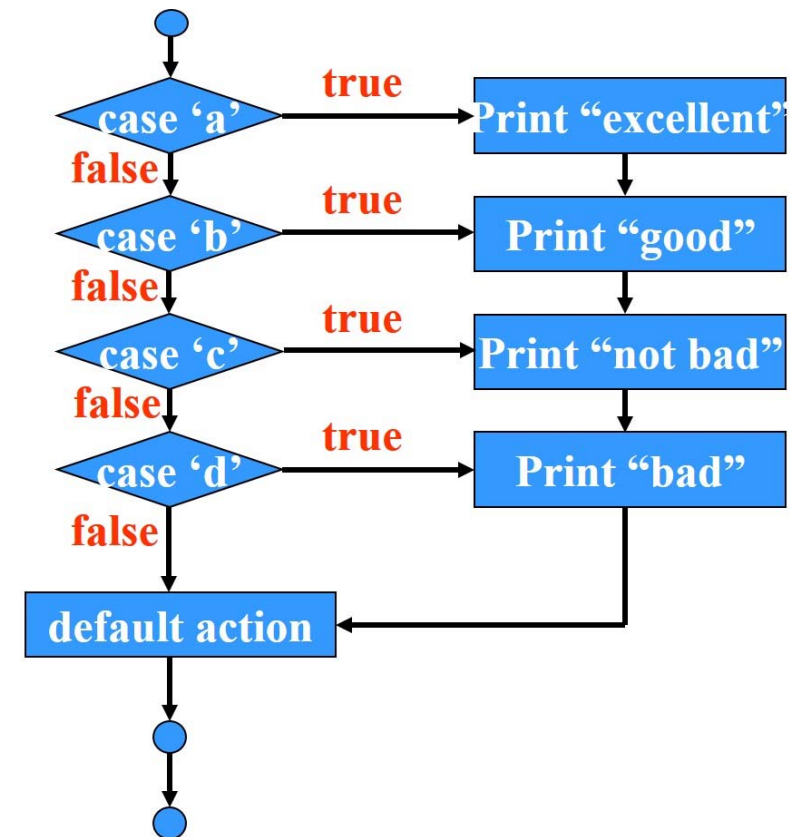 true
case ‘a’
Print “excellent”
false
true
case ‘b’
Print “good”
false
true
case ‘c’
Print “not bad”
false
true
case ‘d’
Print “bad”
false
default action